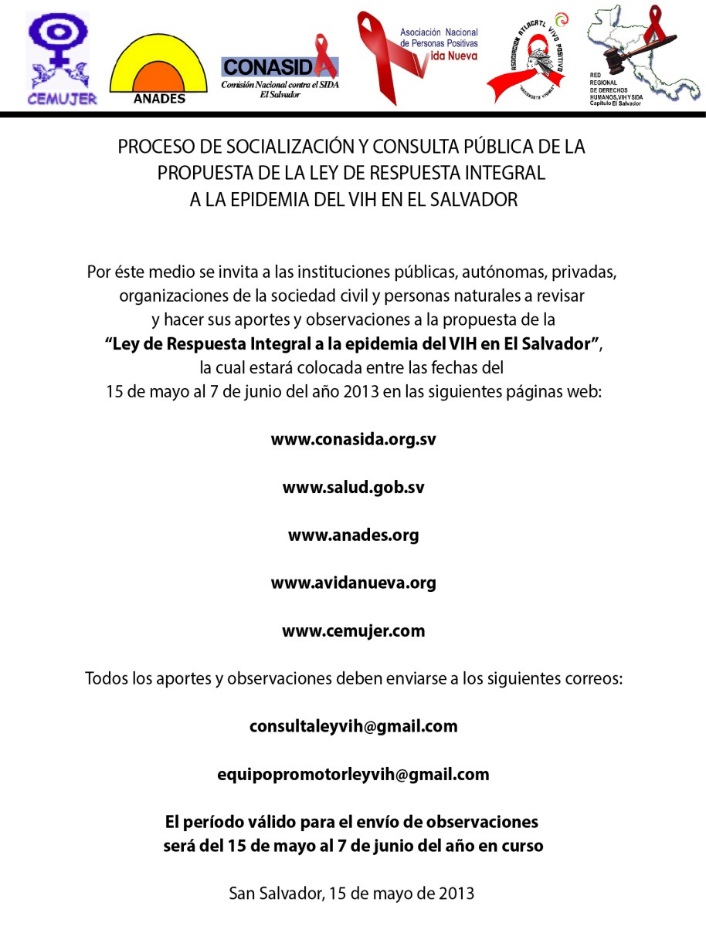 CEMUJER
ANADES
CONASIDA
Comisión Nacional contra el SIDA
El Salvador
Asociación Nacional
de Personas Positivas
Vida Nueva
ASOCIACION ATLACATL VIVO POSITIVO
RED
REGIONAL
DE DERECHOS
HUMANOS,VIH Y SIDA
Capitulo El Salvador
PROCESO DE SOCIALIZACIÓN Y CONSULTA PÚBLICA DE LA
PROPUESTA DE LA LEY DE RESPUESTA INTEGRAL
A LA EPIDEMIA DEL VIH EN EL SALVADOR
Por éste medio se invita a las instituciones públicas, autónomas, privadas,
organizaciones de la sociedad civil y personas naturales a revisar
y hacer sus aportes y observaciones a la propuesta de la
“Ley de Respuesta Integral a la epidemia del VIH en El Salvador”,
la cual estará colocada entre las fechas del
15 de mayo al 7 de junio del año 2013 en las siguientes páginas web:
www.conasida.org.sv
www.salud.gob.sv
www.anades.org
www.avidanueva.org
www.cemujer.com
Todos los aportes y observaciones deben enviarse a los siguientes correos:
consultaleyvih@gmail.com
equipopromotorleyvih@gmail.com
El período válido para el envío de observaciones
será del 15 de mayo al 7 de junio del año en curso
San Salvador, 15 de mayo de 2013